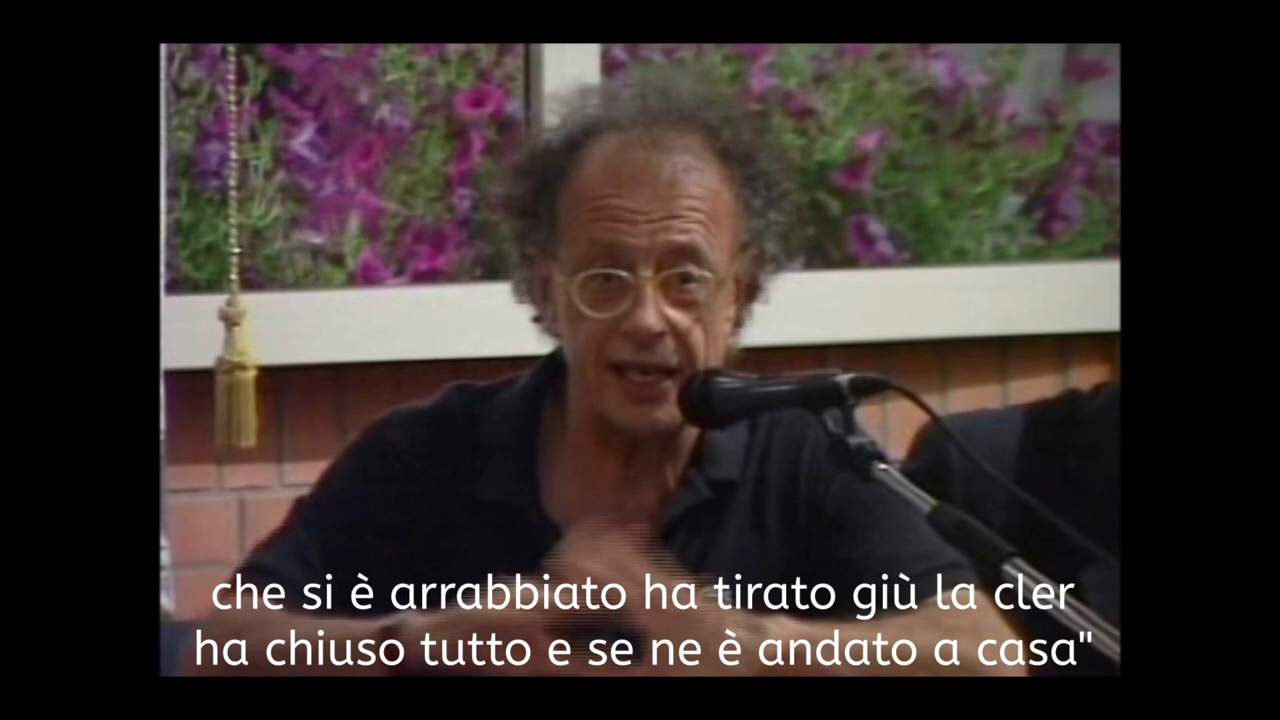 che si è arrabbiato ha tirato giù la cler
ha chiuso tutto e se ne è andato a casa"